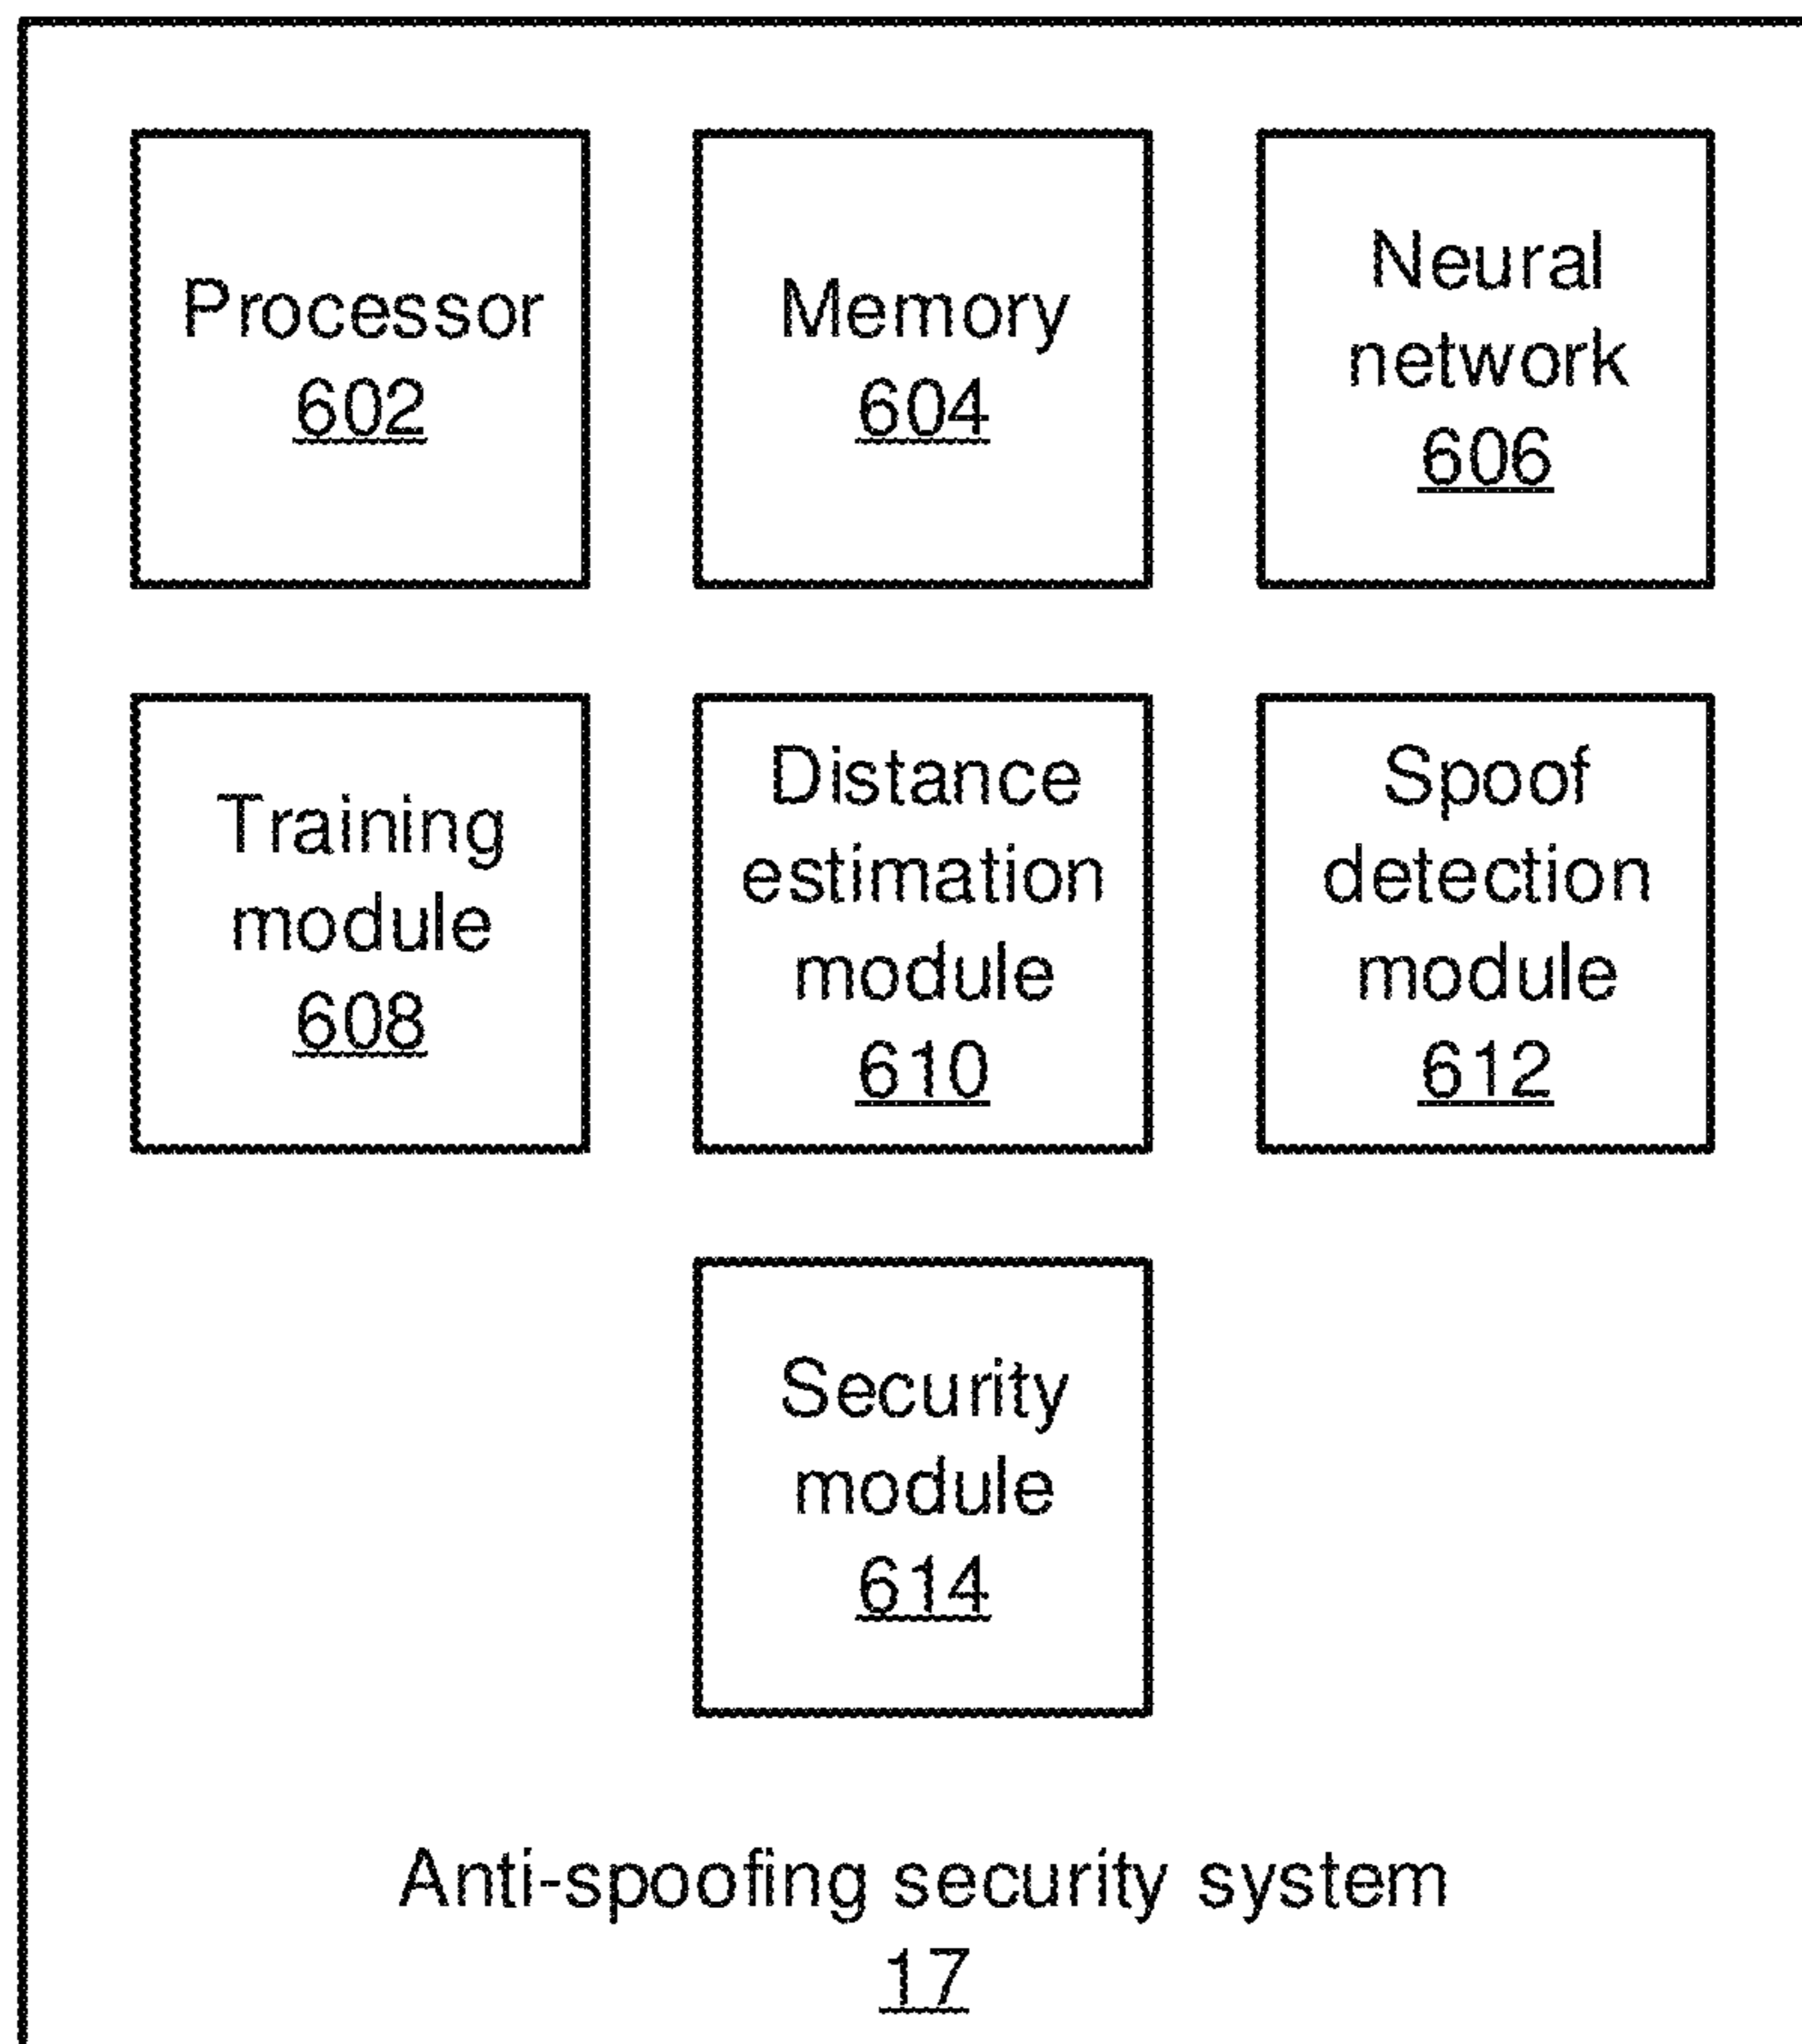 Processor
602
Memory
604
Neural
network
606
Training
module
608
Distance
estimation
module
610
Spoof
detection
module
612
Security
module
614
Anti-spoofing security system
17